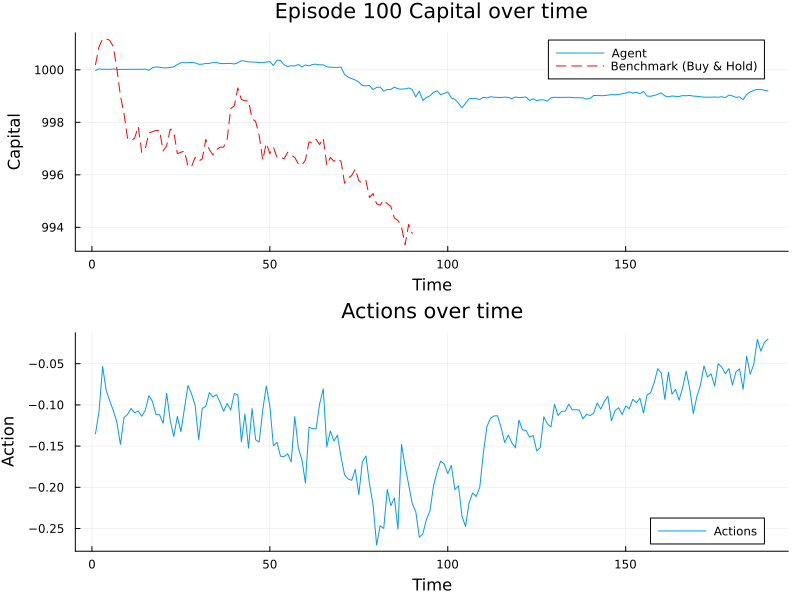 Episode 100 Capital over time
Capital
1000
998
996
994
Agent
Benchmark (Buy & Hold)
0
50
100
150
Time
Actions over time
Action
−0.05
−0.10
−0.15
−0.20
−0.25
Actions
0
50
100
150
Time